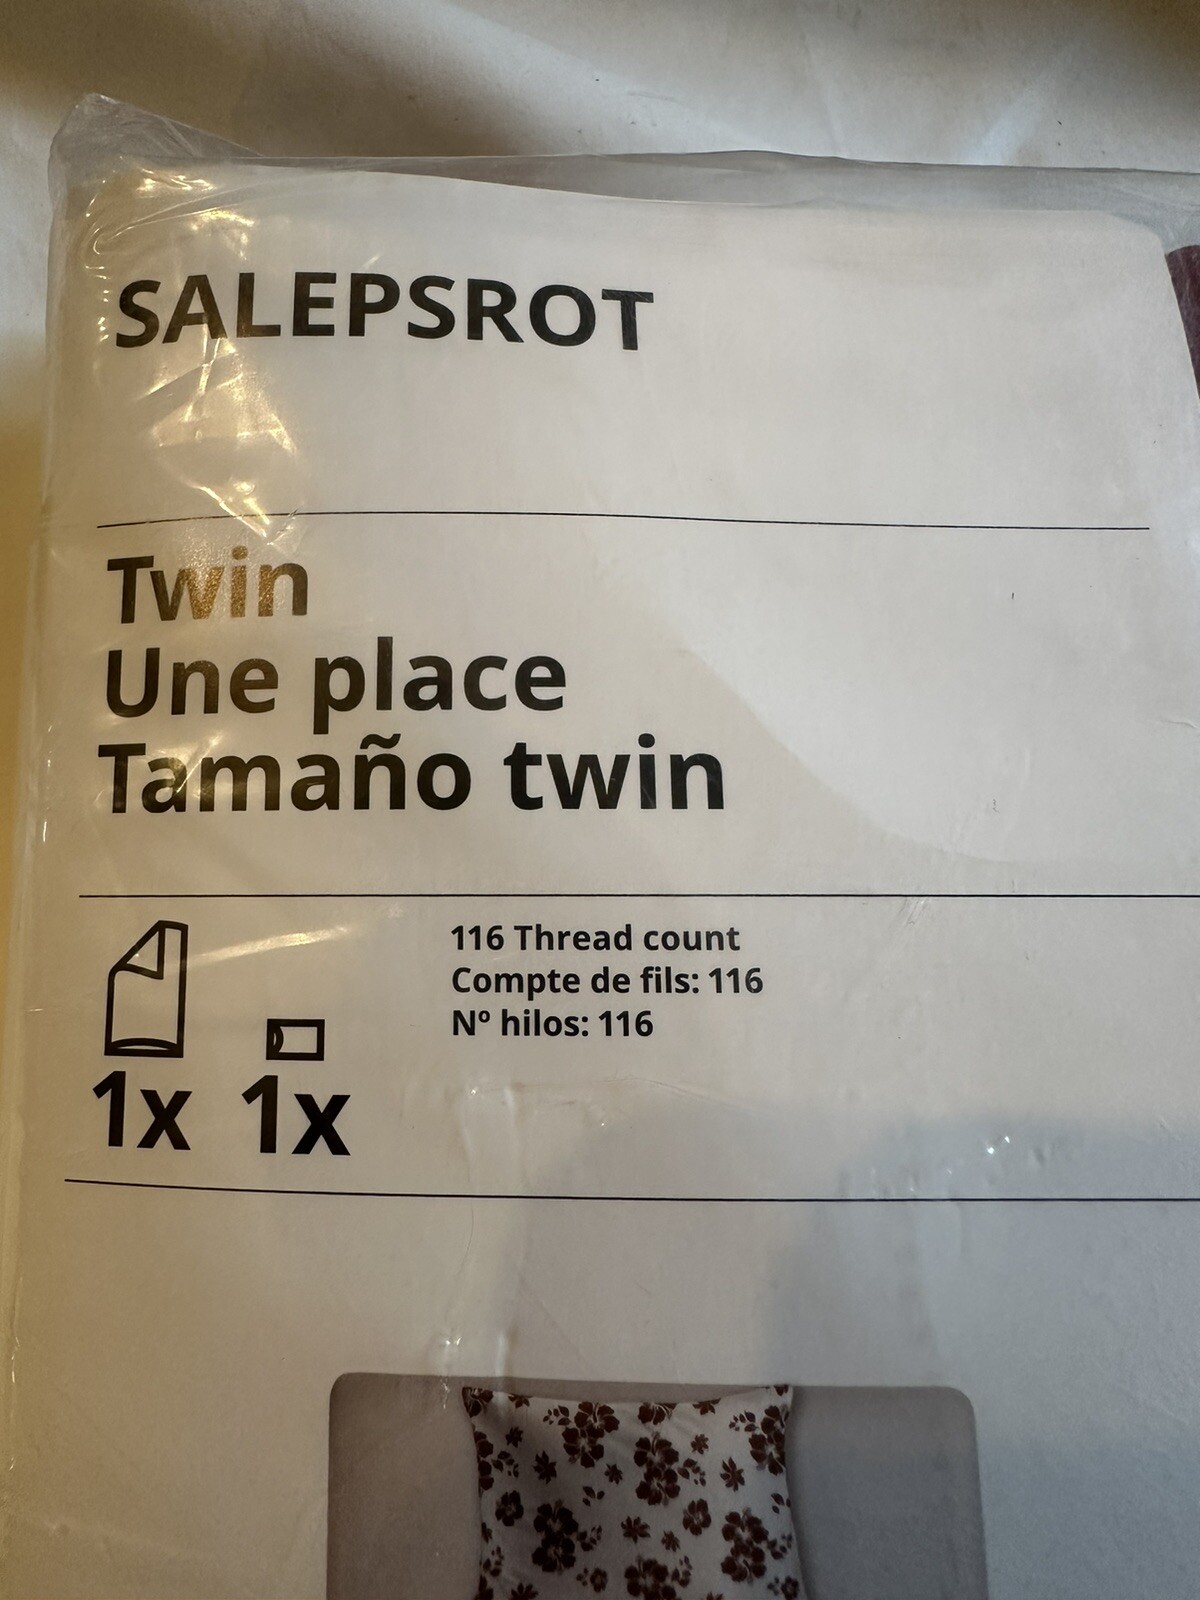 SALEPSROT
Twin
Une place
Tamaño twin
116 Thread count
Compte de fils: 116
Nº hilos: 116
1x 1x